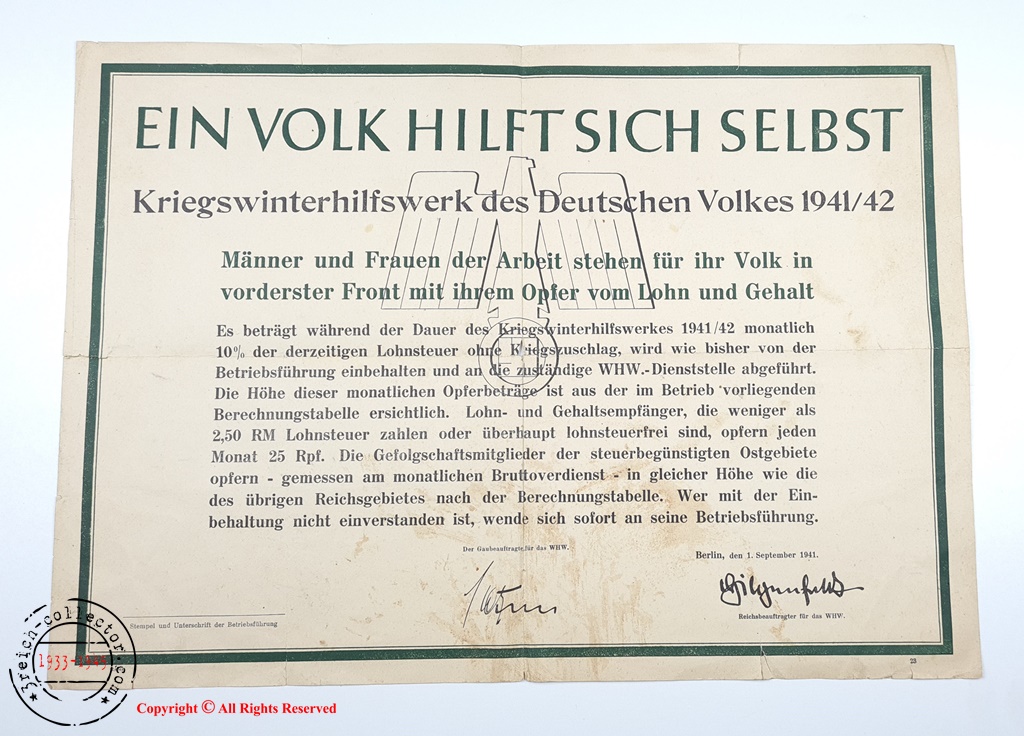 EIN VOLK HILFT SICH SELBST
Kriegswinterhilfswerk des Deutschen Volkes 1941/42
Männer und Frauen der Arbeit stehen für ihr Volk in
vorderster Front mit ihrem Opfer vom Lohn und Gehalt
Es beträgt während der Dauer des Kriegswinterhilfswerkes 1941/42 monatlich
10% der derzeitigen Lohnsteuer ohne Kriegszuschlag, wird wie bisher von der
Betriebsführung einbehalten und an die zuständige WHW.-Dienststelle abgeführt.
Die Höhe dieser monatlichen Opferbeträge ist aus der im Betrieb vorliegenden
Berechnungstabelle ersichtlich. Lohn- und Gehaltsempfänger, die weniger als
2,50 RM Lohnsteuer zahlen oder überhaupt lohnsteuerfrei sind, opfern jeden
Monat 25 Rpf. Die Gefolgschaftsmitglieder der steuerbegünstigten Ostgebiete
opfern - gemessen am monatlichen Bruttoverdienst - in gleicher Höhe wie die
des übrigen Reichsgebietes nach der Berechnungstabelle. Wer mit der Ein-
behaltung nicht einverstanden ist, wende sich sofort an seine Betriebsführung.
Der Gaubeauftragte für das WHW.
Berlin, den 1. September 1941.
Hilgenfeldt
Reichsbeauftragter für das WHW.
Stempel und Unterschrift der Betriebsführung
23
3reich-collector.com
1933-1945
Copyright © All Rights Reserved